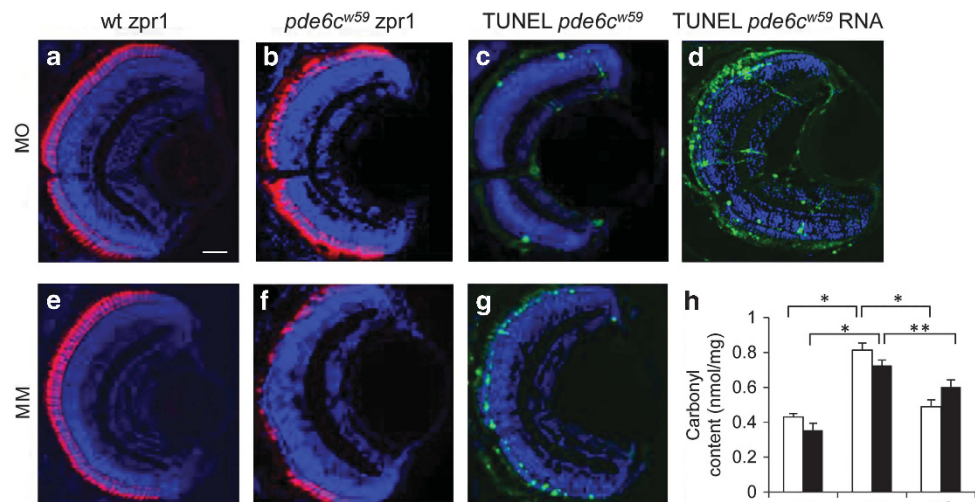 wt zpr1
pde6c^w59 zpr1
TUNEL pde6c^w59
TUNEL pde6c^w59 RNA
MO
a
b
c
d
MM
e
f
g
h
Carbonyl
content (nmol/mg)
1
0.8
0.6
0.4
0.2
0
*
*
*
**